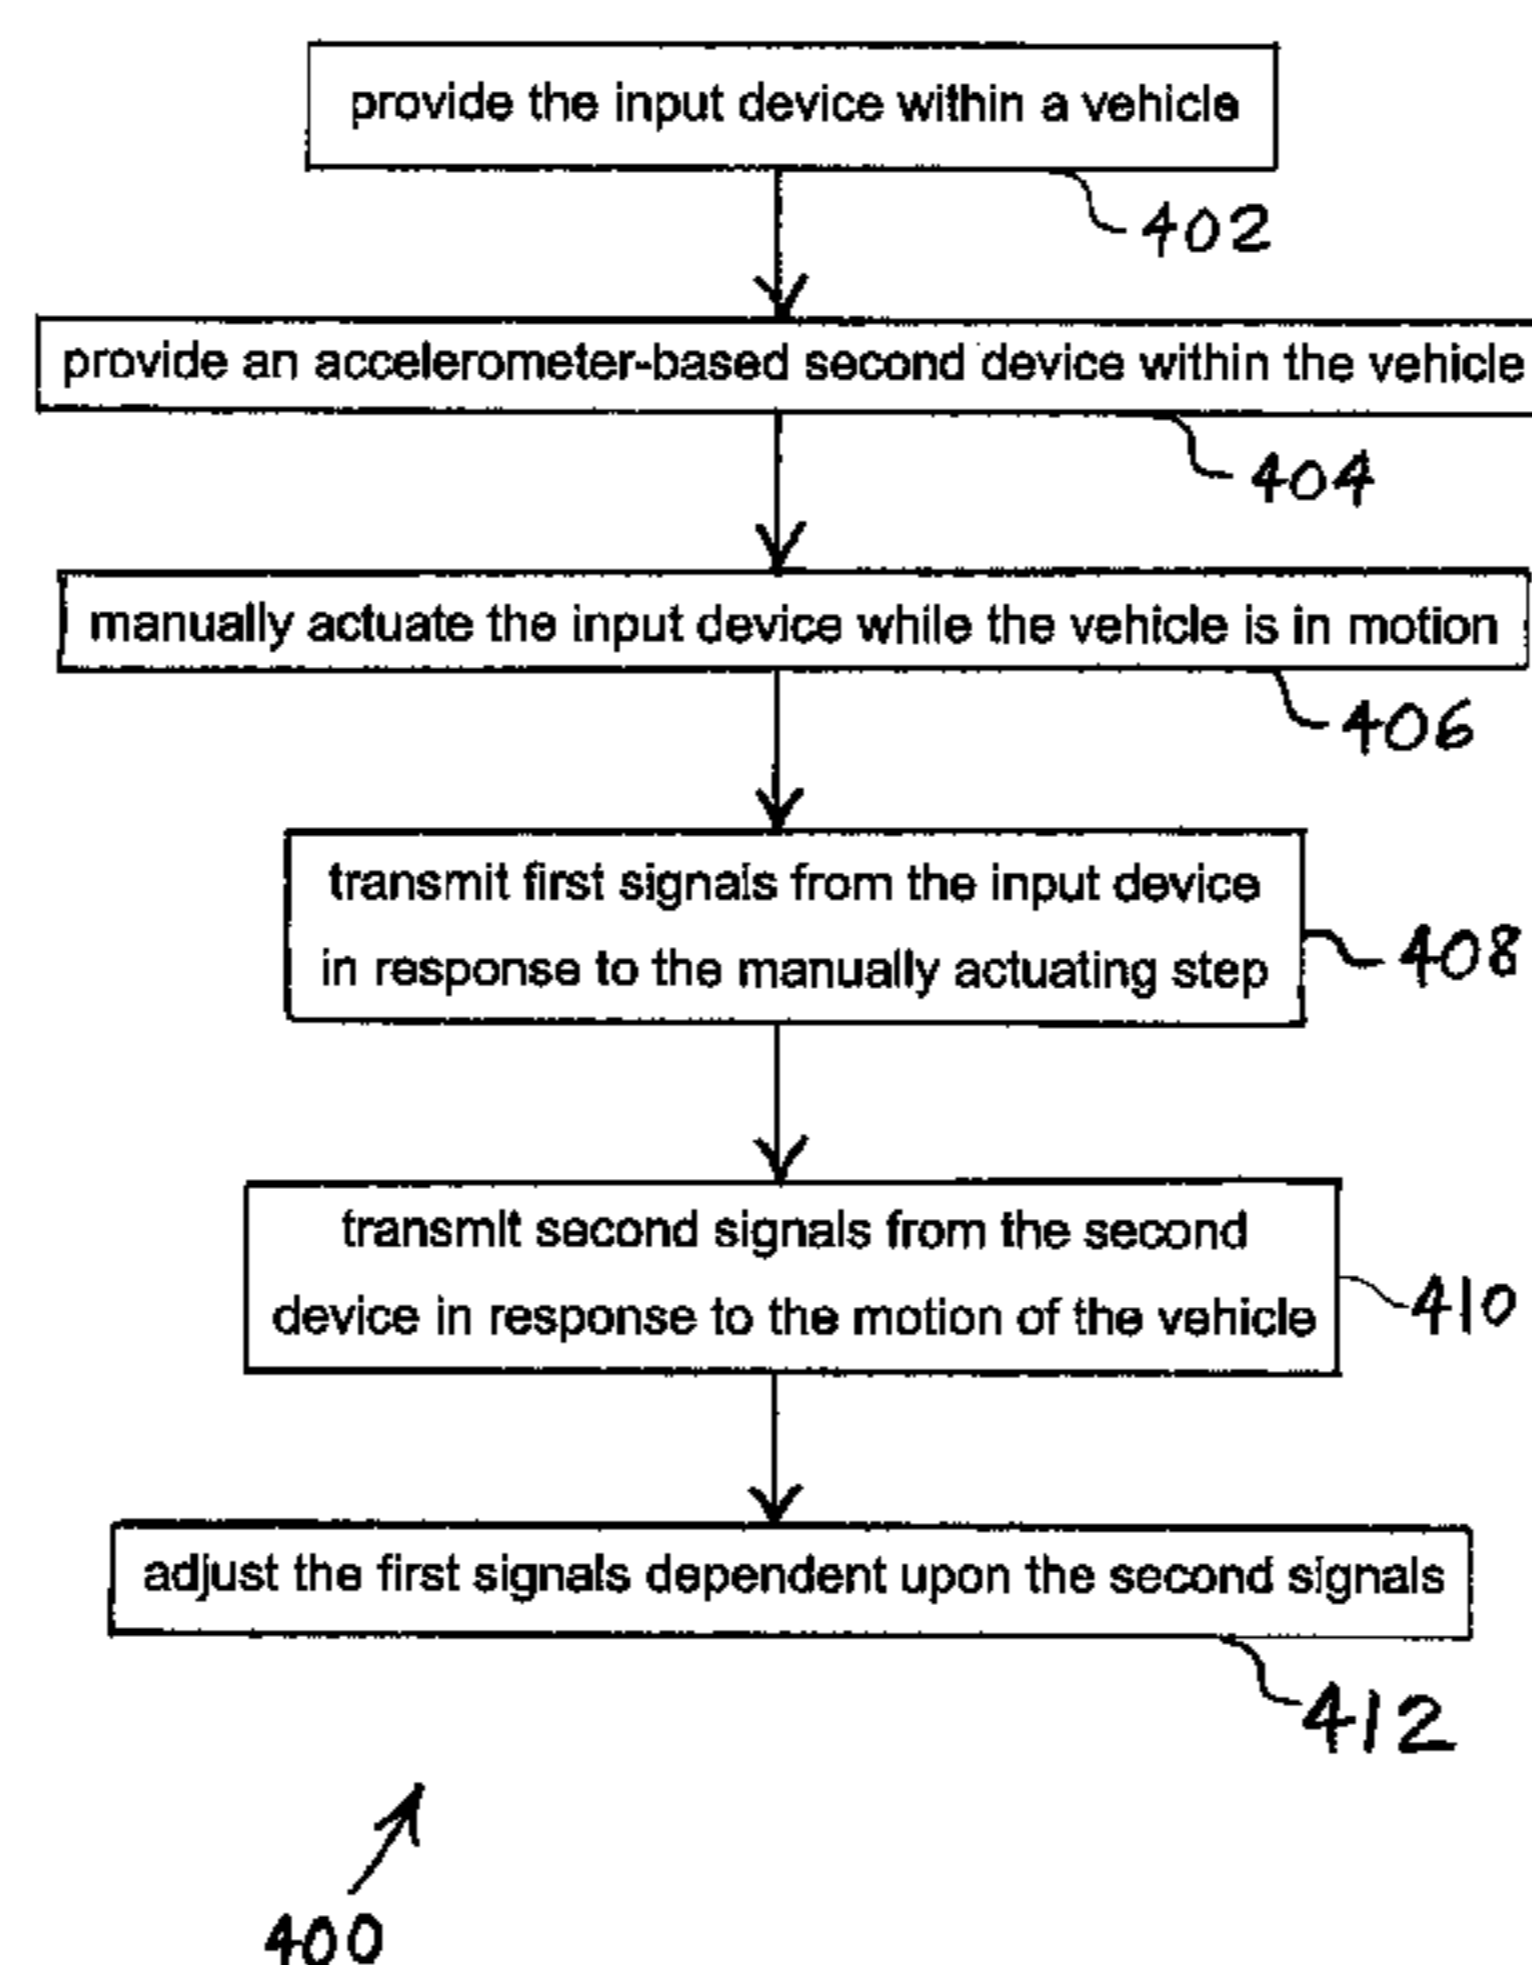 provide the input device within a vehicle
402
provide an accelerometer-based second device within the vehicle
404
manually actuate the input device while the vehicle is in motion
406
transmit first signals from the input device
in response to the manually actuating step
408
transmit second signals from the second
device in response to the motion of the vehicle
410
adjust the first signals dependent upon the second signals
412
400